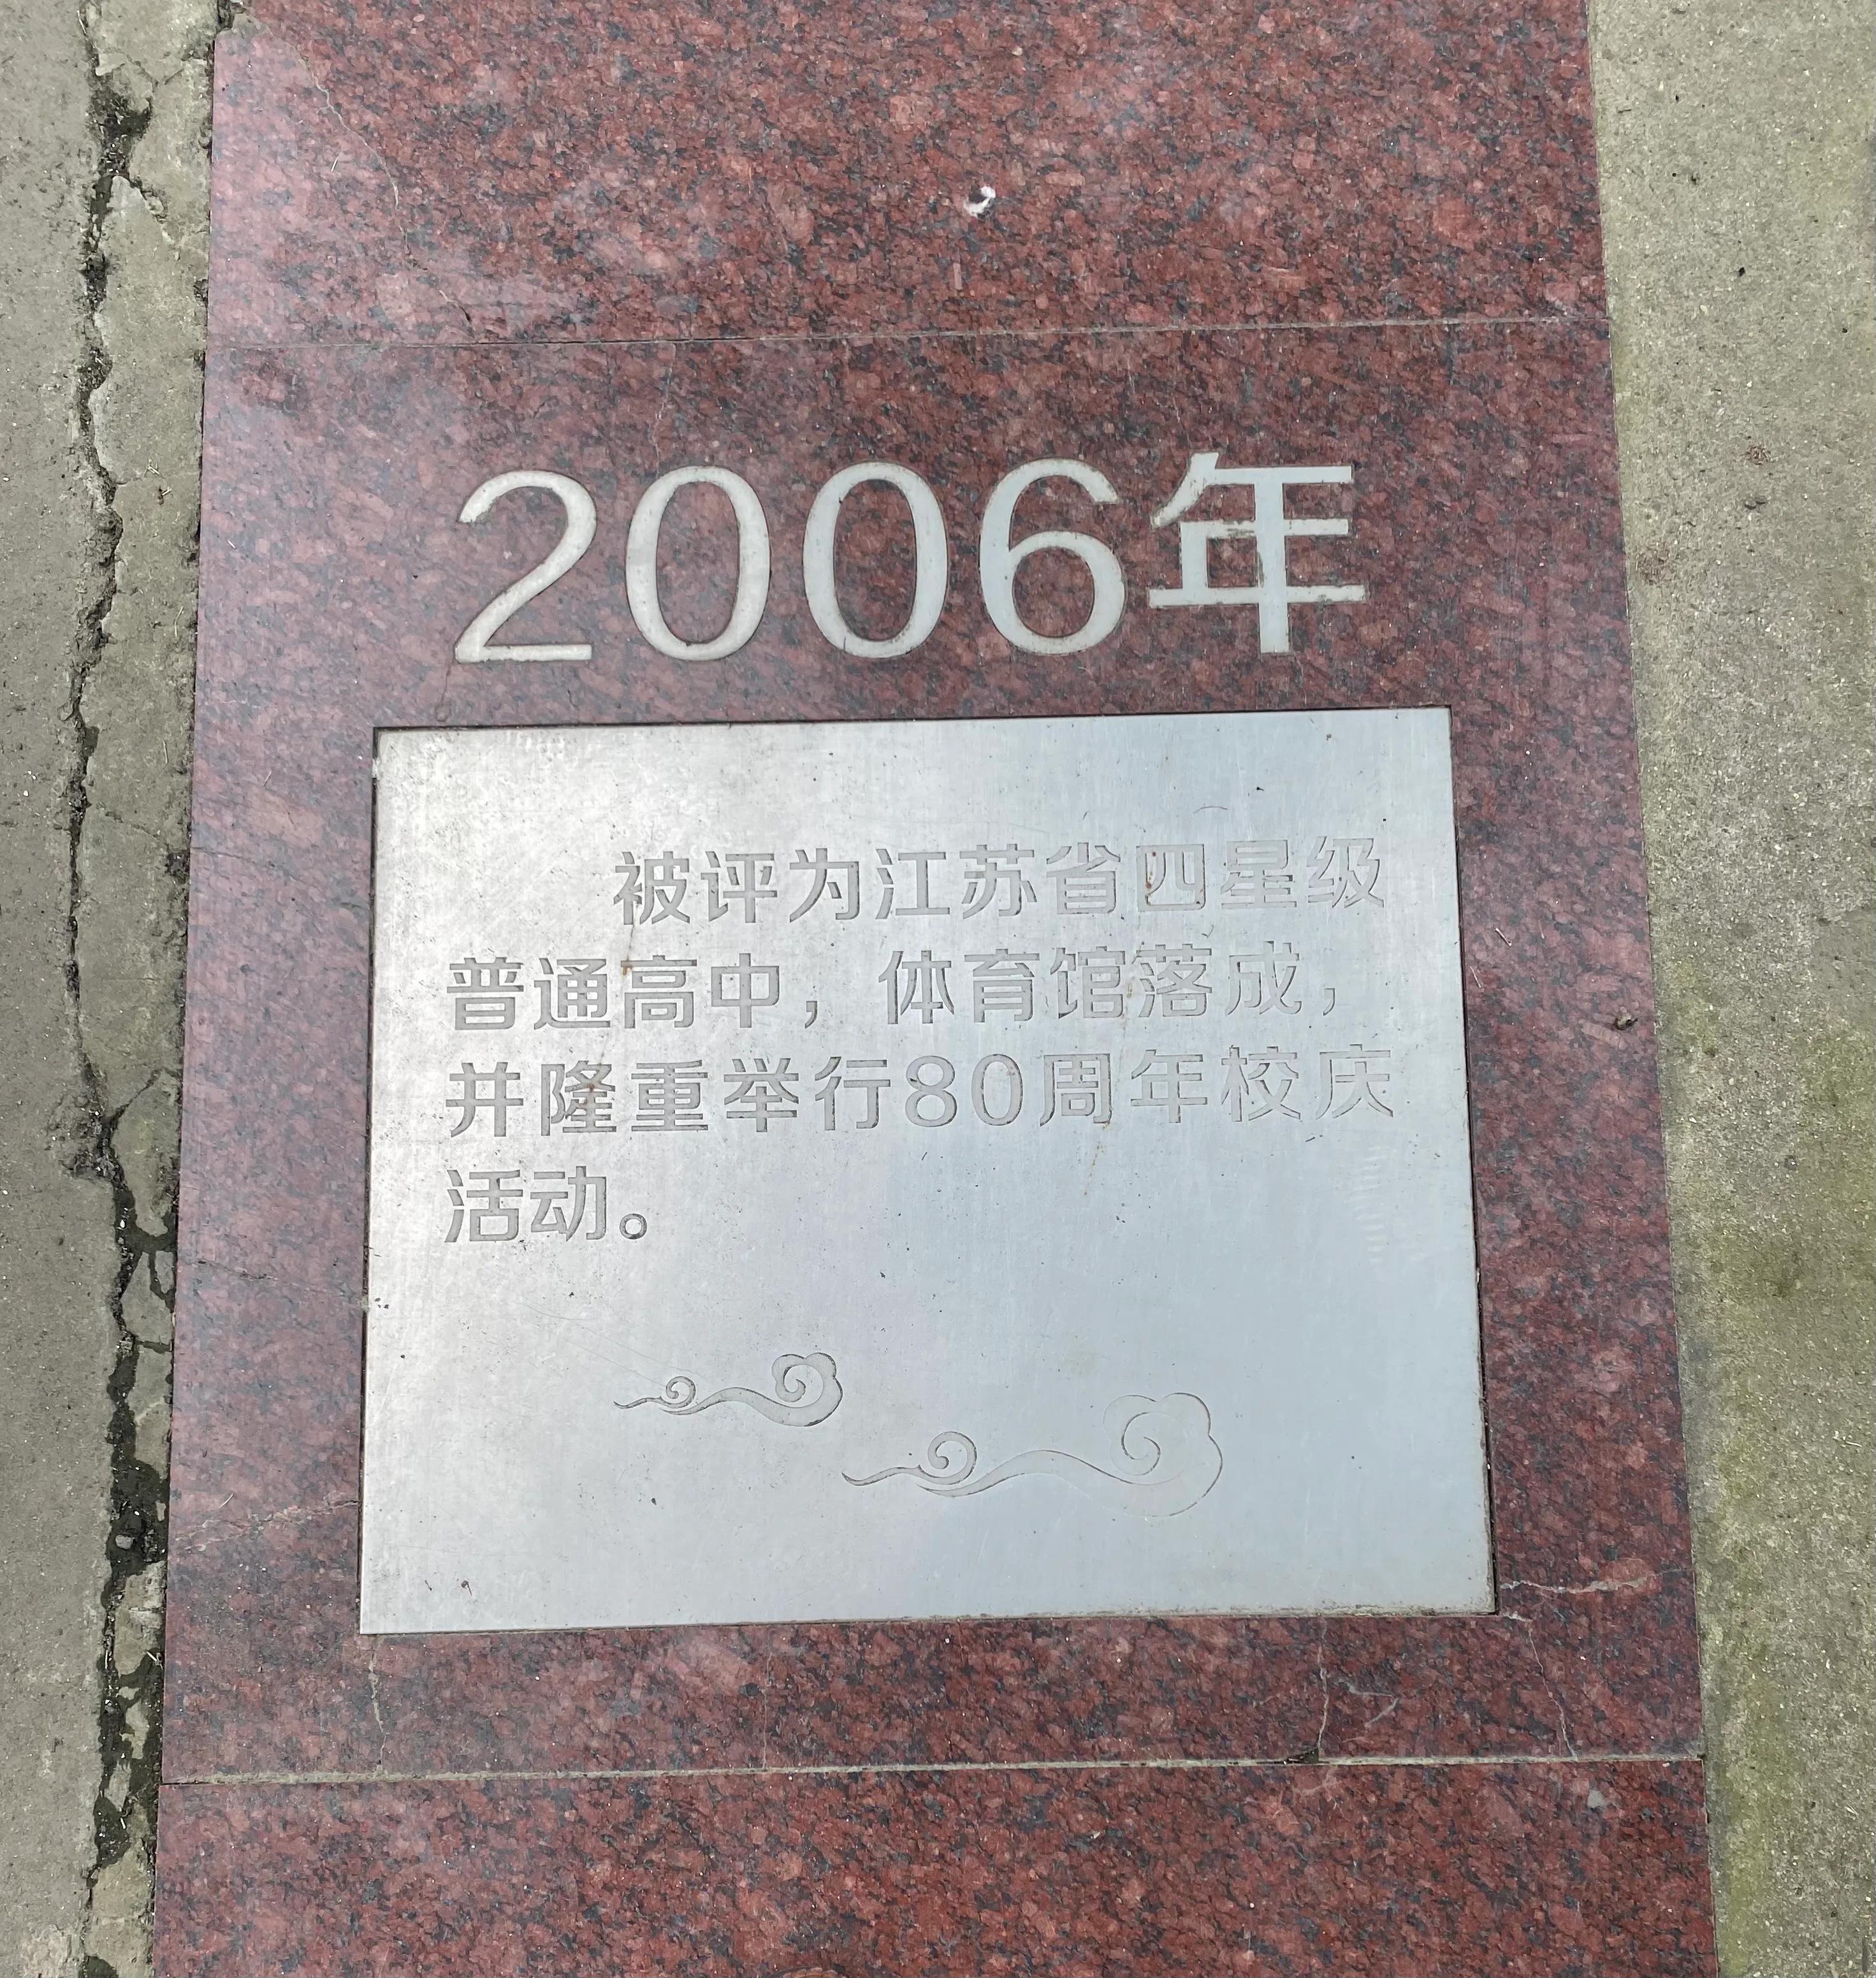 2006年
被评为江苏省四星级
普通高中，体育馆落成，
并隆重举行80周年校庆
活动。